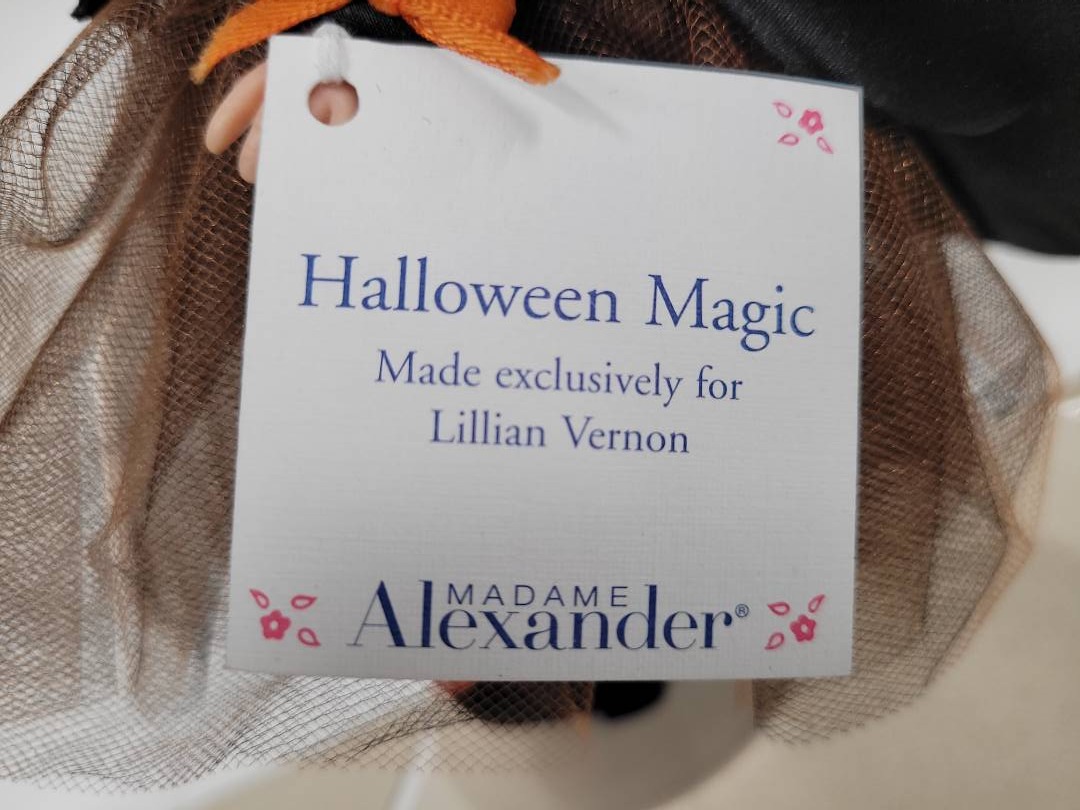 Halloween Magic
Made exclusively for
Lillian Vernon
MADAME
Alexander®